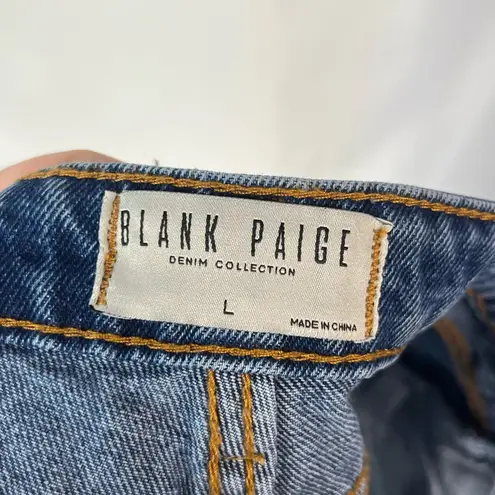 BLANK PAIGE
DENIM COLLECTION
L
MADE IN CHINA